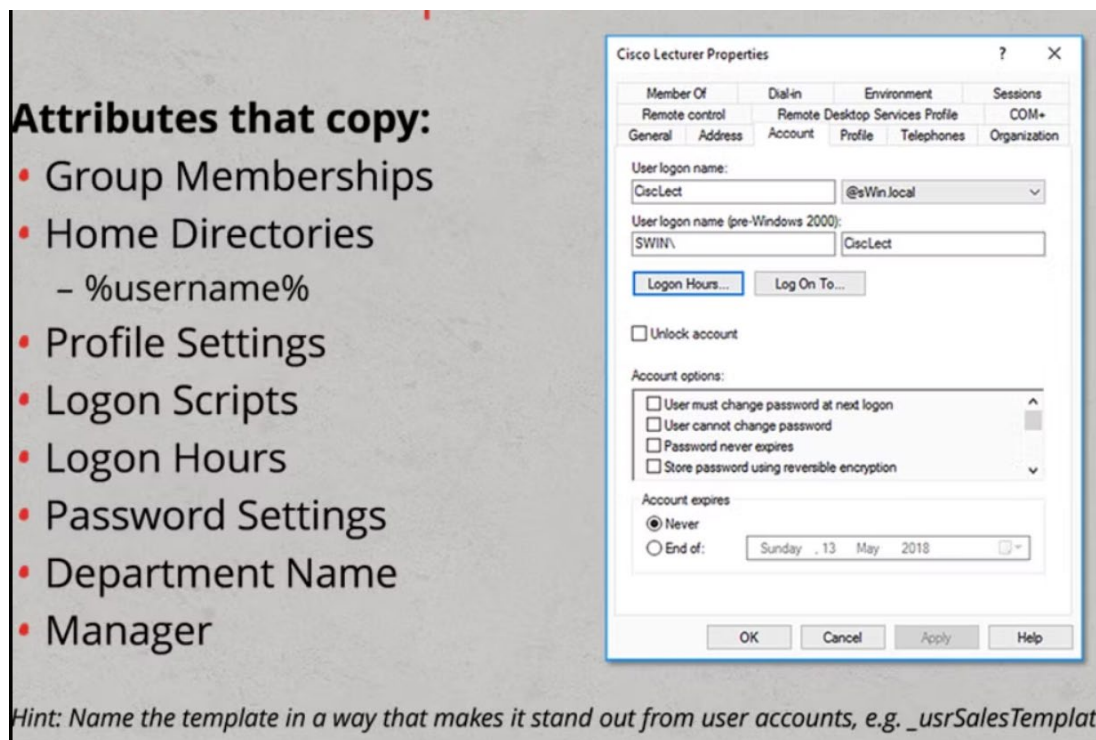 Attributes that copy:
• Group Memberships
• Home Directories
– %username%
• Profile Settings
• Logon Scripts
• Logon Hours
• Password Settings
• Department Name
• Manager
Hint: Name the template in a way that makes it stand out from user accounts, e.g. _usrSalesTemplat
Cisco Lecturer Properties ? ×
Member Of Dial-in Environment Sessions
Remote control Remote Desktop Services Profile COM+
General Address Account Profile Telephones Organization
User logon name:
CiscLect @sWin.local
User logon name (pre-Windows 2000):
SWIN\ CiscLect
Logon Hours... Log On To...
Unlock account
Account options:
User must change password at next logon
User cannot change password
Password never expires
Store password using reversible encryption
Account expires
Never
End of: Sunday , 13 May 2018
OK Cancel Apply Help